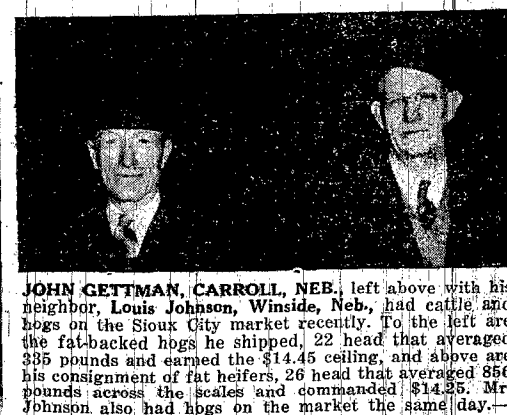 JOHN GETTMAN, CARROLL, NEB., left above with his
neighbor, Louis Johnson, Winside, Neb., had cattle and
hogs on the Sioux City market recently. To the left are
the fat-backed hogs he shipped, 22 head that averaged
335 pounds and earned the $14.45 ceiling, and above are
his consignment of fat heifers, 26 head that averaged 856
pounds across the scales and commanded $14.25. Mr.
Johnson also had hogs on the market the same day.—